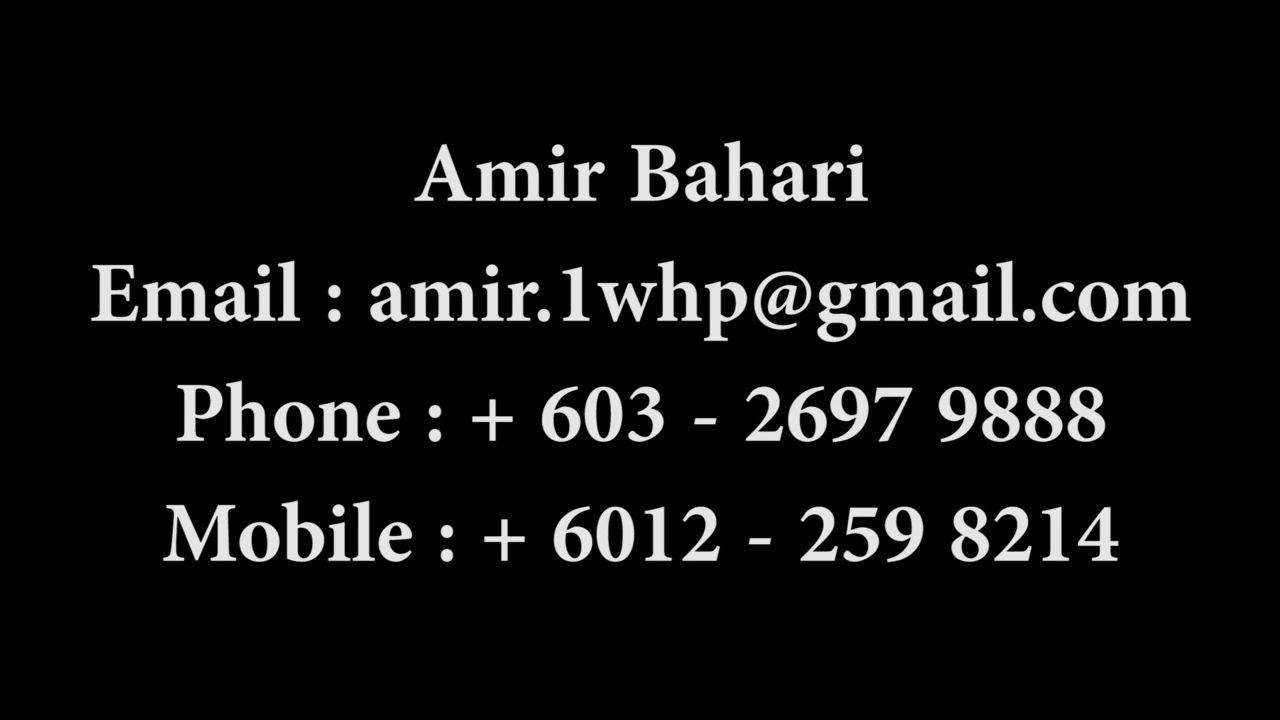 Amir Bahari
Email : amir.1whp@gmail.com
Phone : + 603 - 2697 9888
Mobile : + 6012 - 259 8214